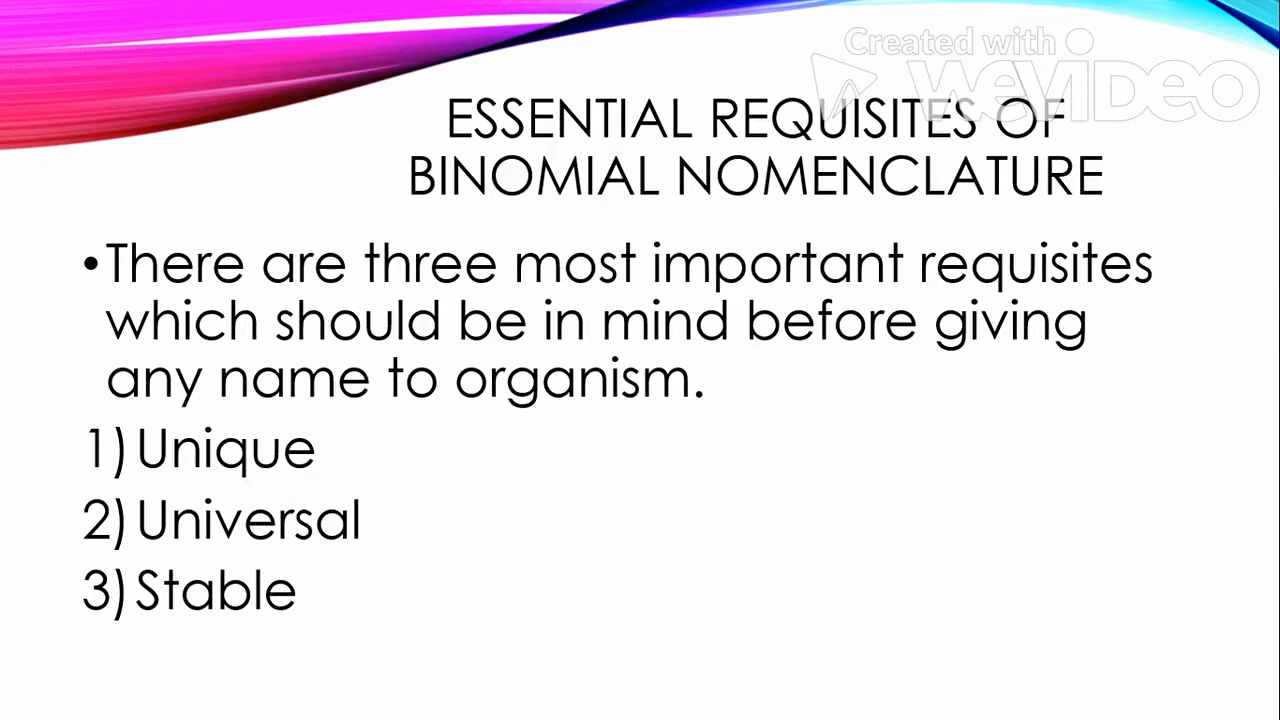 Created with
WeVideo
ESSENTIAL REQUISITES OF
BINOMIAL NOMENCLATURE
•There are three most important requisites
which should be in mind before giving
any name to organism.
1) Unique
2) Universal
3) Stable